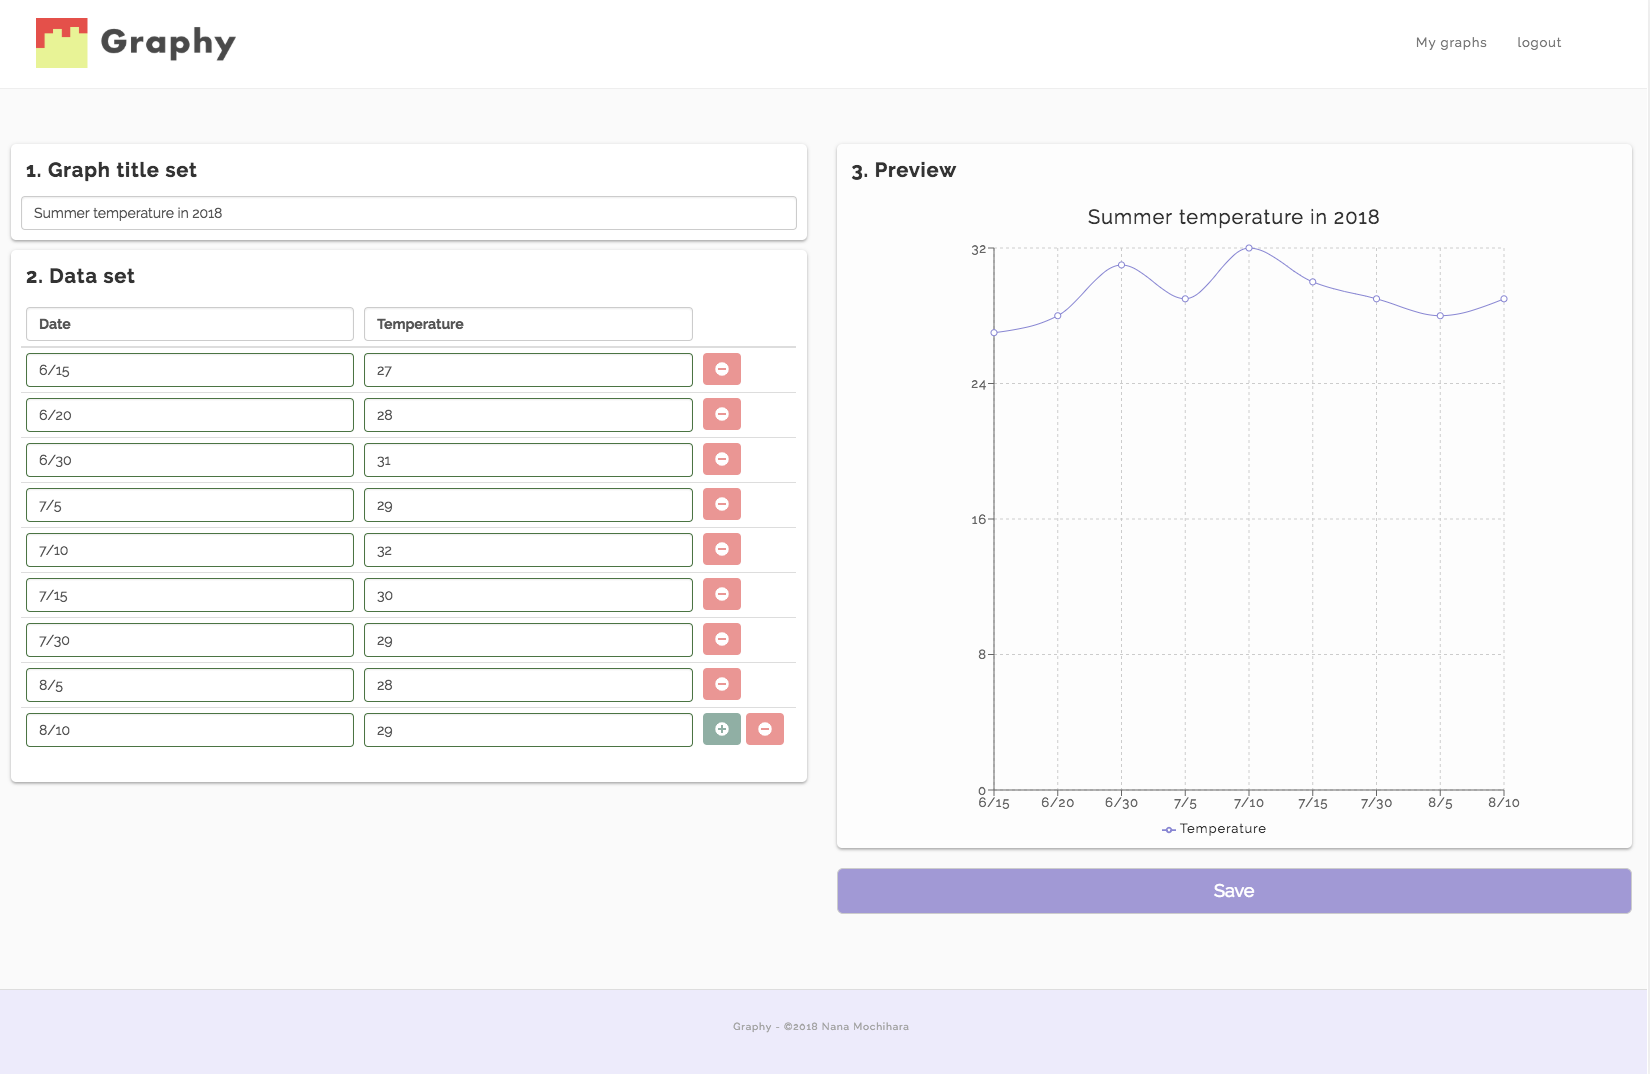 Graphy
My graphs logout
1. Graph title set
Summer temperature in 2018
2. Data set
Date Temperature
6/15 27
6/20 28
6/30 31
7/5 29
7/10 32
7/15 30
7/30 29
8/5 28
8/10 29
3. Preview
Summer temperature in 2018
32
24
16
8
0
6/15 6/20 6/30 7/5 7/10 7/15 7/30 8/5 8/10
Temperature
Save
Graphy - ©2018 Nana Mochihara